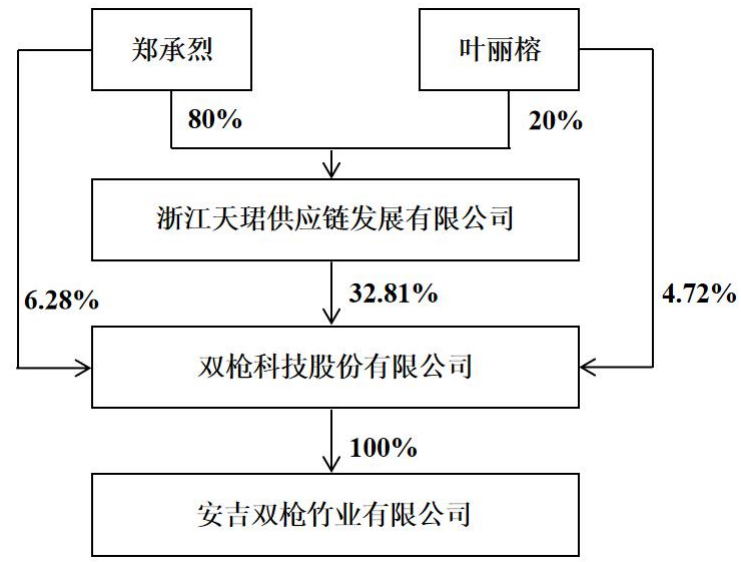 郑承烈
叶丽榕
80%
20%
浙江天珺供应链发展有限公司
6.28%
32.81%
4.72%
双枪科技股份有限公司
100%
安吉双枪竹业有限公司